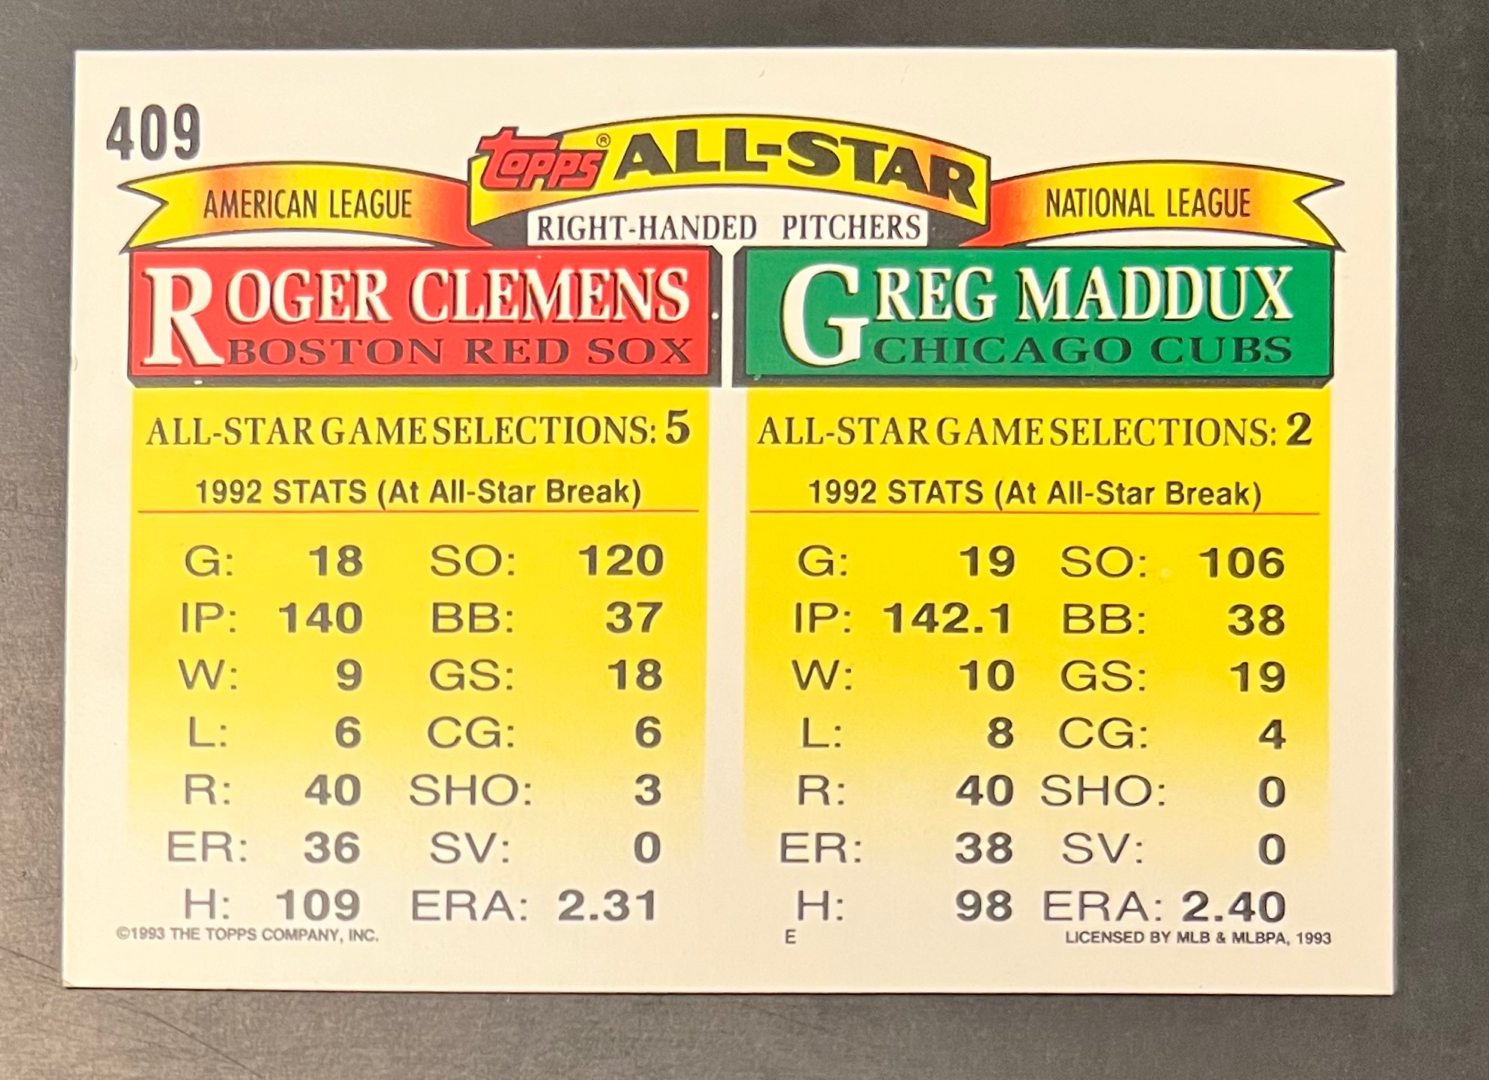 409
topps® ALL-STAR
AMERICAN LEAGUE
NATIONAL LEAGUE
RIGHT-HANDED PITCHERS
ROGER CLEMENS
BOSTON RED SOX
ALL-STAR GAME SELECTIONS: 5
1992 STATS (At All-Star Break)
G: 18 SO: 120
IP: 140 BB: 37
W: 9 GS: 18
L: 6 CG: 6
R: 40 SHO: 3
ER: 36 SV: 0
H: 109 ERA: 2.31
GREG MADDUX
CHICAGO CUBS
ALL-STAR GAME SELECTIONS: 2
1992 STATS (At All-Star Break)
G: 19 SO: 106
IP: 142.1 BB: 38
W: 10 GS: 19
L: 8 CG: 4
R: 40 SHO: 0
ER: 38 SV: 0
H: 98 ERA: 2.40
©1993 THE TOPPS COMPANY, INC.
E
LICENSED BY MLB & MLBPA, 1993